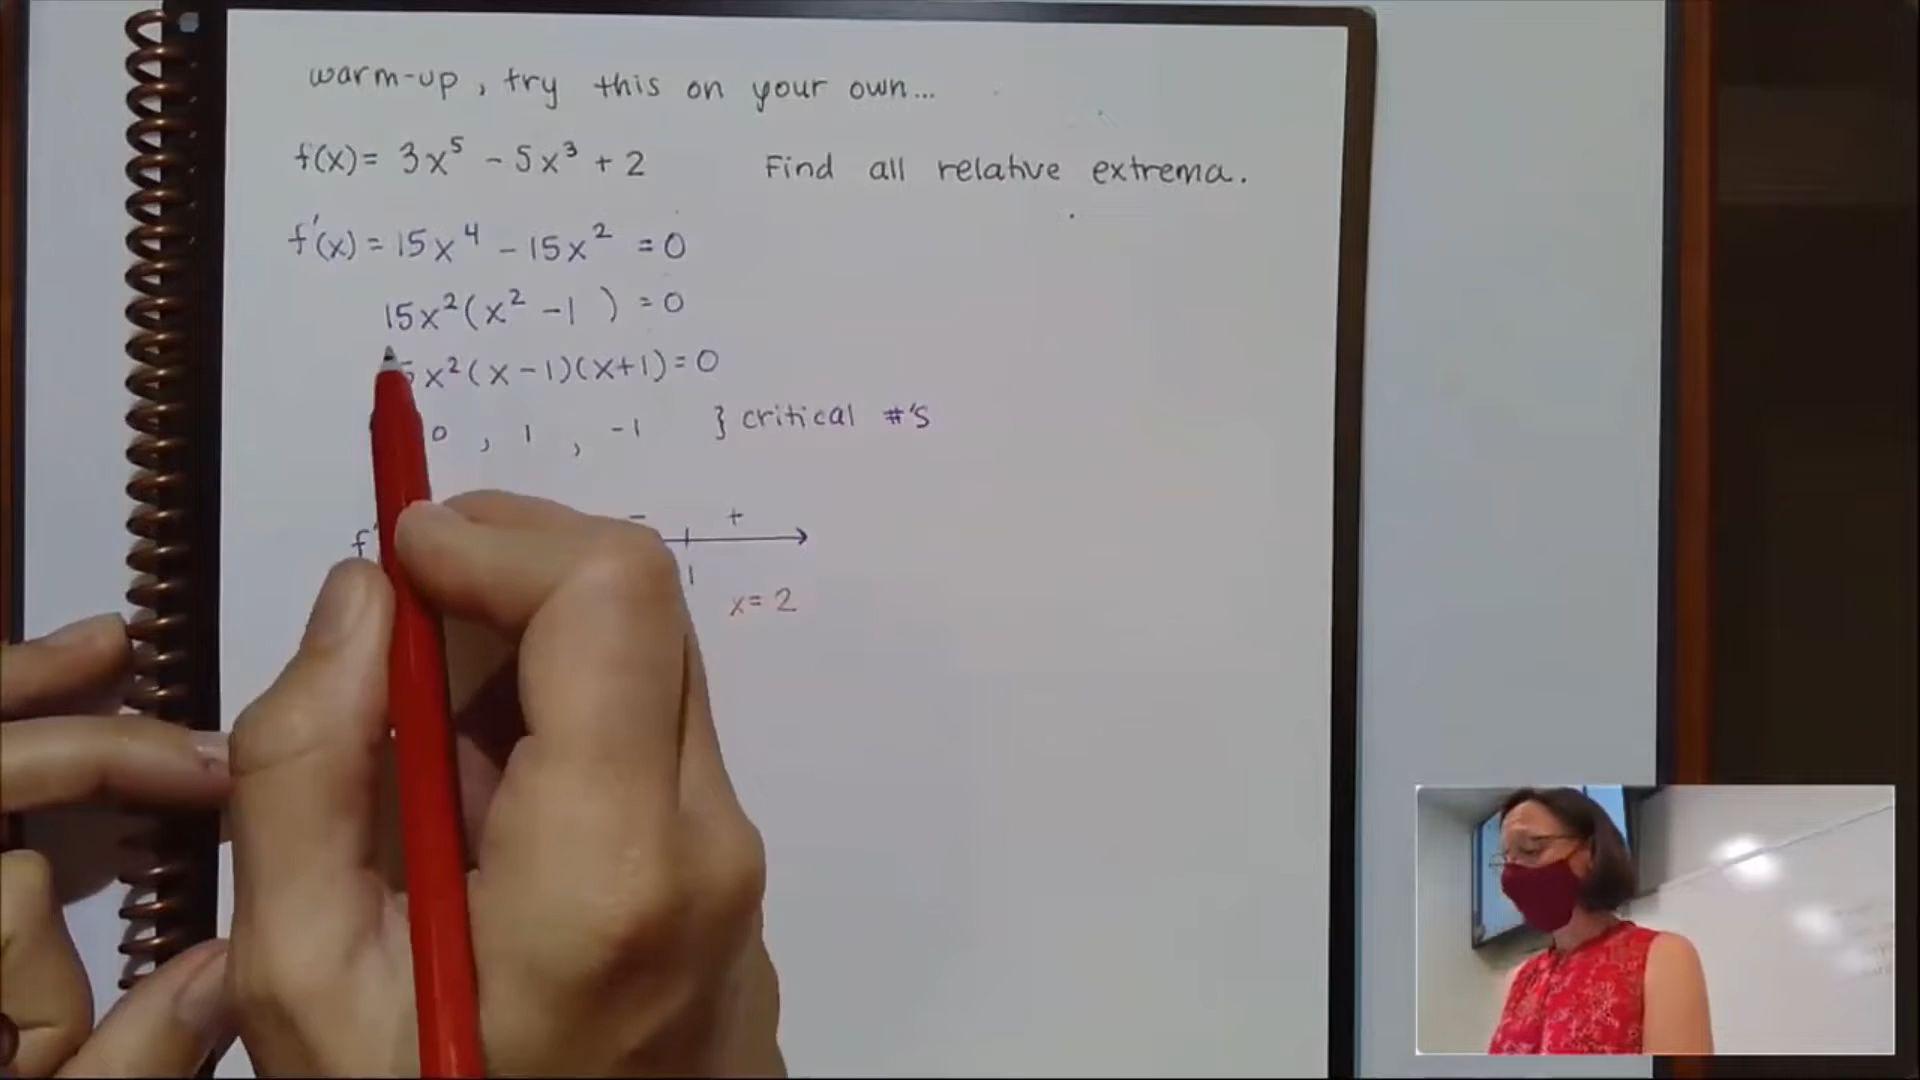 warm-up, try this on your own...
f(x) = 3x⁵ - 5x³ + 2 Find all relative extrema.
f'(x) = 15x⁴ - 15x² = 0
15x²(x² - 1 ) = 0
5x²(x - 1)(x + 1) = 0
0 , 1 , -1 } critical #'s
f' - +
1
x = 2